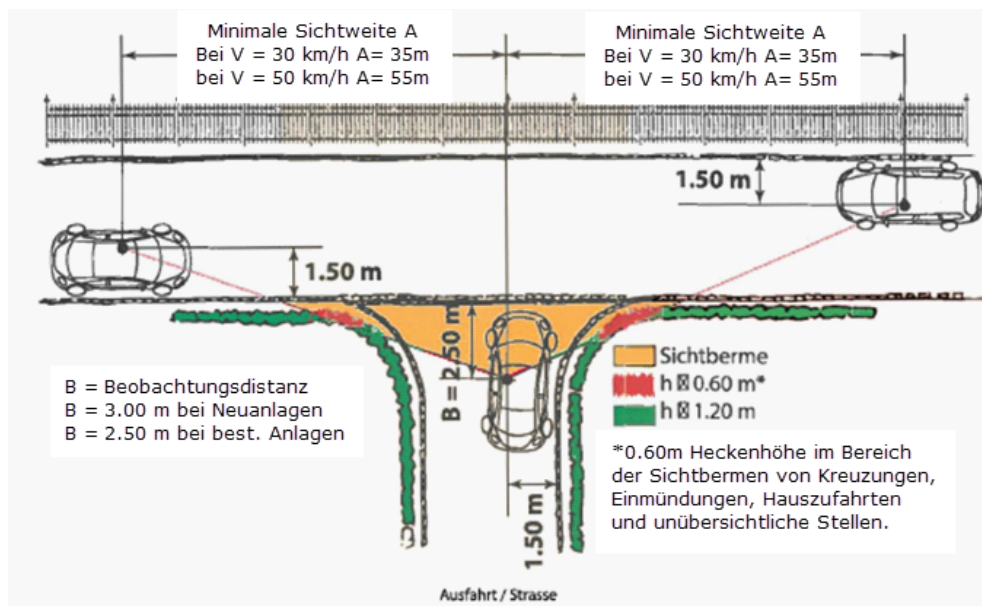 Minimale Sichtweite A
Bei V = 30 km/h A= 35m
bei V = 50 km/h A= 55m
Minimale Sichtweite A
Bei V = 30 km/h A= 35m
bei V = 50 km/h A= 55m
1.50 m
1.50 m
B = 2.50 m
B = Beobachtungsdistanz
B = 3.00 m bei Neuanlagen
B = 2.50 m bei best. Anlagen
Sichtberme
h 0.60 m*
h 1.20 m
*0.60m Heckenhöhe im Bereich
der Sichtbermen von Kreuzungen,
Einmündungen, Hauszufahrten
und unübersichtliche Stellen.
1.50 m
Ausfahrt / Strasse